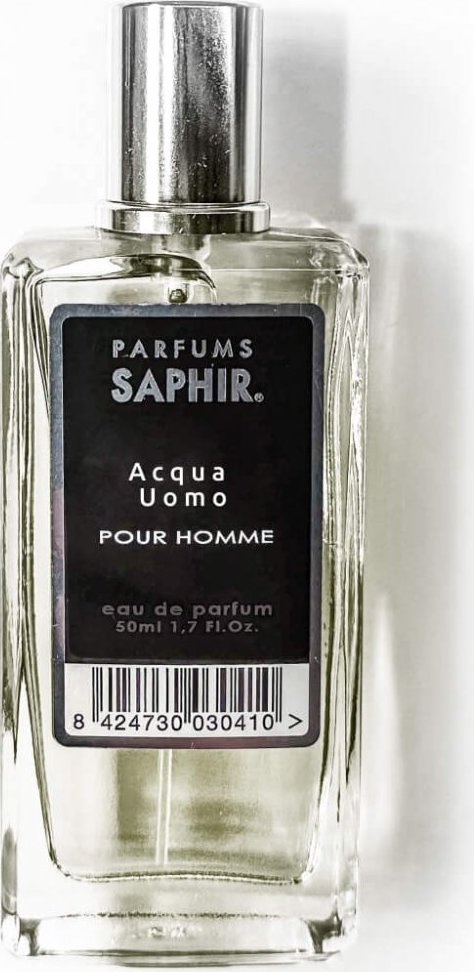 PARFUMS
SAPHIR®
Acqua
Uomo
POUR HOMME
eau de parfum
50ml 1,7 Fl.Oz.
8 424730 030410 >